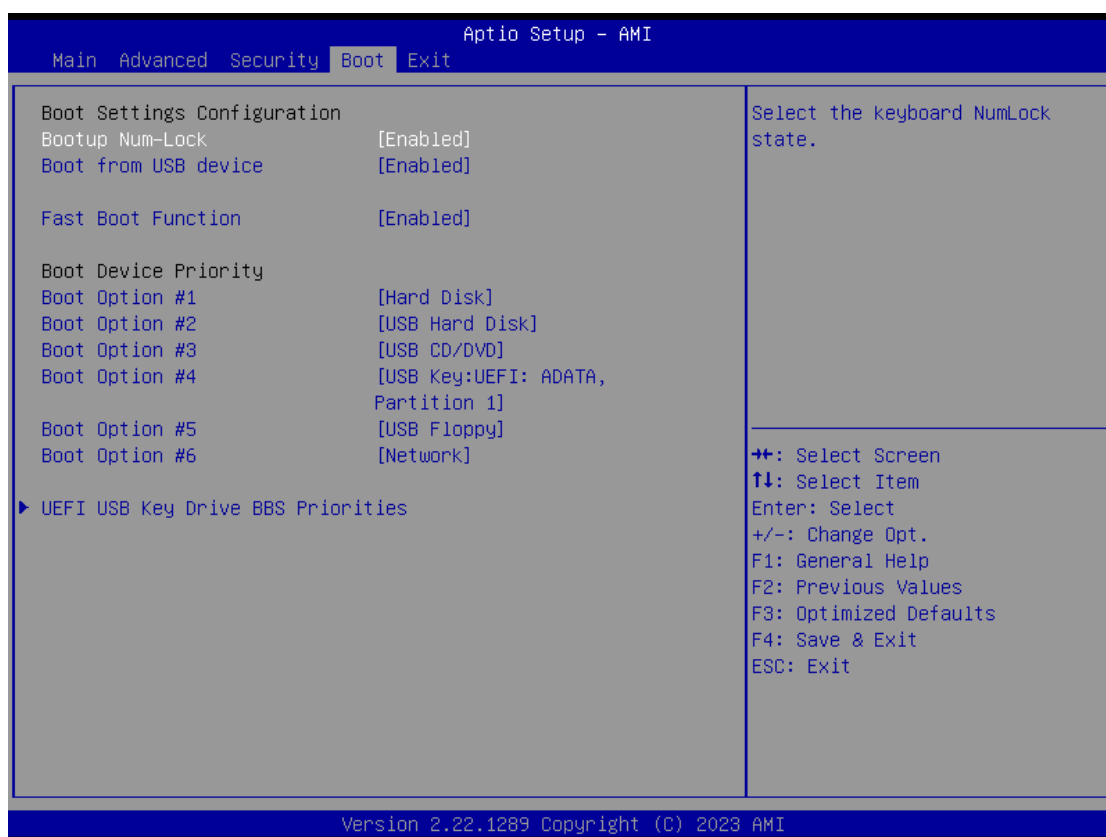 Aptio Setup – AMI
Main Advanced Security Boot Exit
Boot Settings Configuration
Bootup Num-Lock [Enabled]
Boot from USB device [Enabled]
Fast Boot Function [Enabled]
Boot Device Priority
Boot Option #1 [Hard Disk]
Boot Option #2 [USB Hard Disk]
Boot Option #3 [USB CD/DVD]
Boot Option #4 [USB Key:UEFI: ADATA,
Partition 1]
Boot Option #5 [USB Floppy]
Boot Option #6 [Network]
▶ UEFI USB Key Drive BBS Priorities
Select the keyboard NumLock
state.
→←: Select Screen
↑↓: Select Item
Enter: Select
+/-: Change Opt.
F1: General Help
F2: Previous Values
F3: Optimized Defaults
F4: Save & Exit
ESC: Exit
Version 2.22.1289 Copyright (C) 2023 AMI